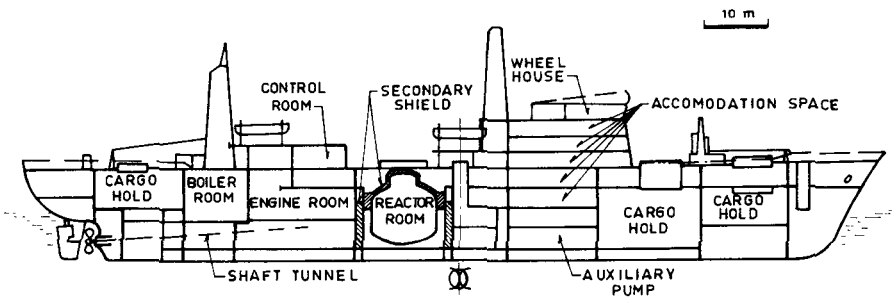 10 m
WHEEL
HOUSE
CONTROL
ROOM
SECONDARY
SHIELD
ACCOMODATION SPACE
CARGO
HOLD
BOILER
ROOM
ENGINE ROOM
REACTOR
ROOM
CARGO
HOLD
CARGO
HOLD
SHAFT TUNNEL
AUXILIARY
PUMP